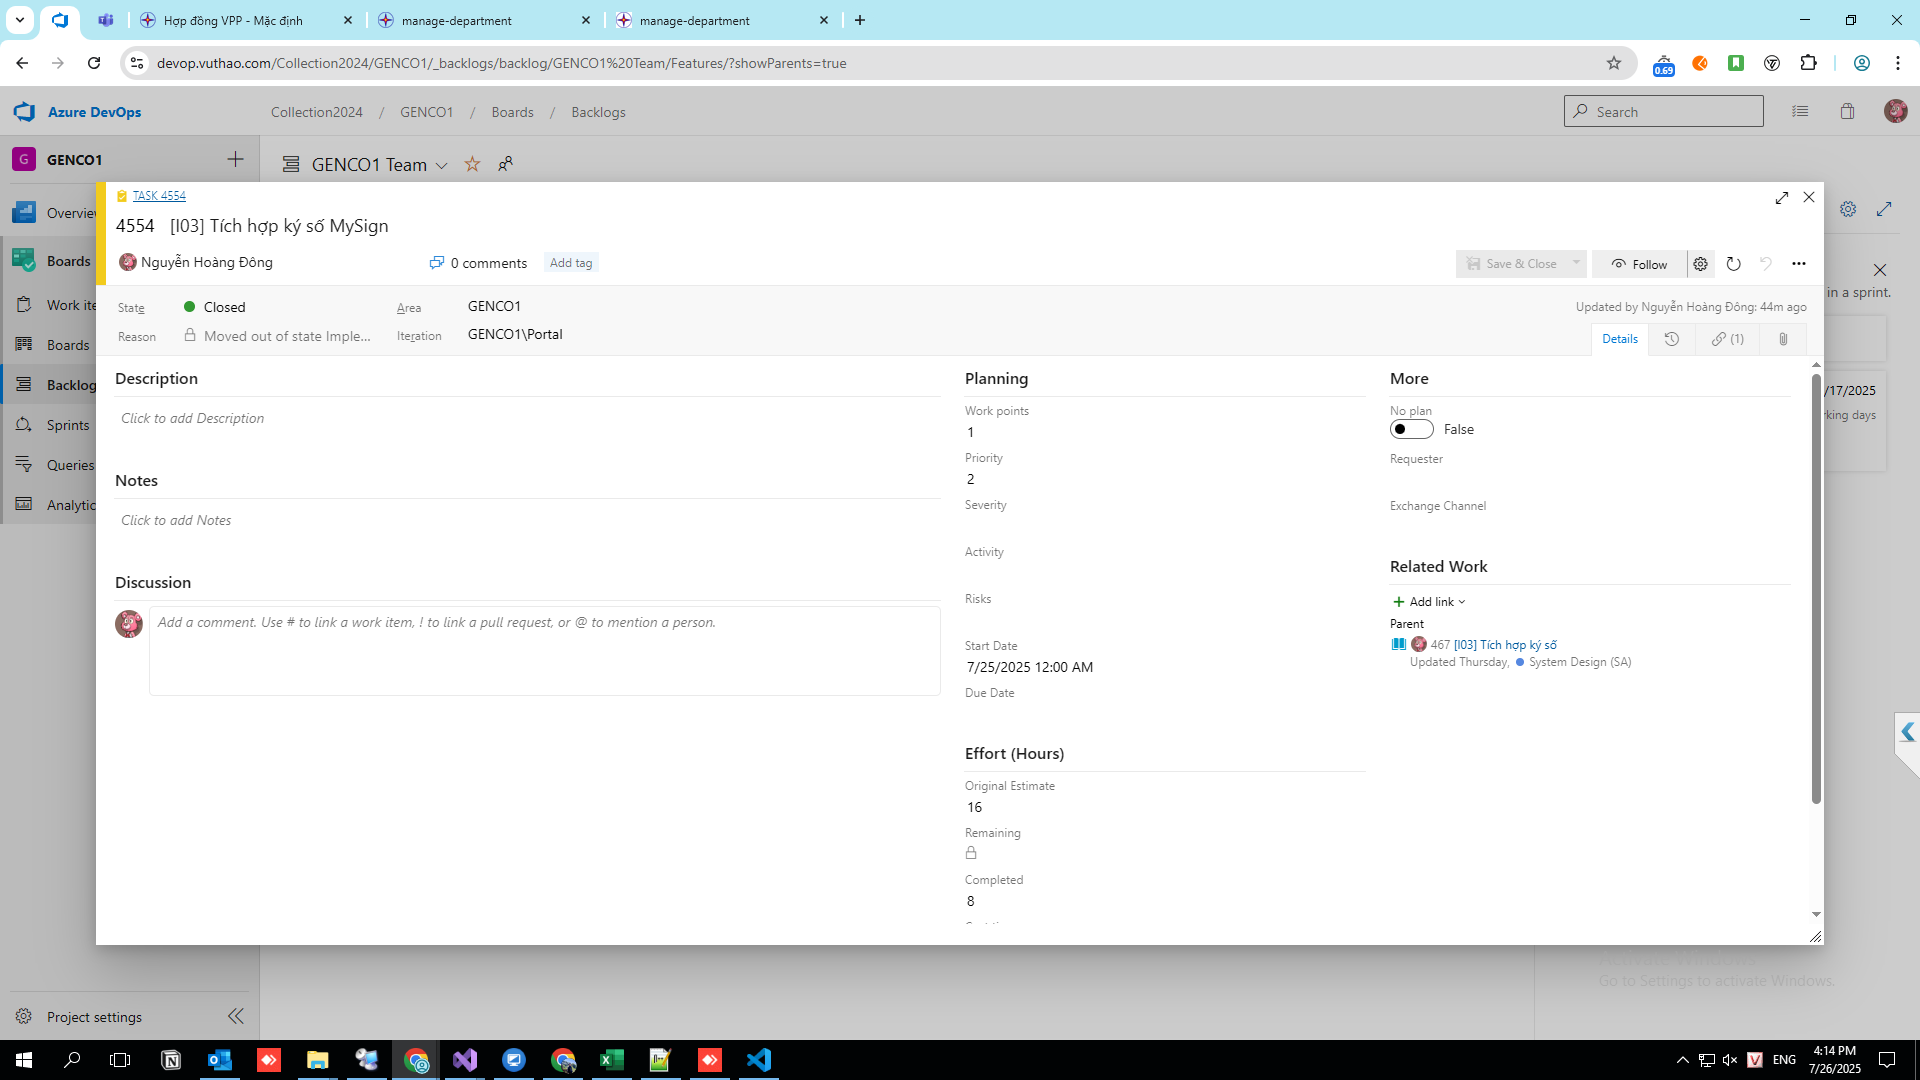 Hợp đồng VPP - Mặc định
manage-department
manage-department
devop.vuthao.com/Collection2024/GENCO1/_backlogs/backlog/GENCO1%20Team/Features/?showParents=true
0.69
Azure DevOps
Collection2024 / GENCO1 / Boards / Backlogs
Search
G GENCO1
GENCO1 Team
Overview
Boards
Work ite
Boards
Backlog
Sprints
Queries
Analytic
Project settings
in a sprint.
/17/2025
rking days
TASK 4554
4554 [I03] Tích hợp ký số MySign
Nguyễn Hoàng Đông
0 comments
Add tag
Save & Close
Follow
State
Closed
Area
GENCO1
Updated by Nguyễn Hoàng Đông: 44m ago
Reason
Moved out of state Imple...
Iteration
GENCO1\Portal
Details
(1)
Description
Click to add Description
Notes
Click to add Notes
Discussion
Add a comment. Use # to link a work item, ! to link a pull request, or @ to mention a person.
Planning
Work points
1
Priority
2
Severity
Activity
Risks
Start Date
7/25/2025 12:00 AM
Due Date
Effort (Hours)
Original Estimate
16
Remaining
Completed
8
More
No plan
False
Requester
Exchange Channel
Related Work
Add link
Parent
467 [I03] Tích hợp ký số
Updated Thursday, System Design (SA)
Activate Windows
Go to Settings to activate Windows.
ENG
4:14 PM
7/26/2025